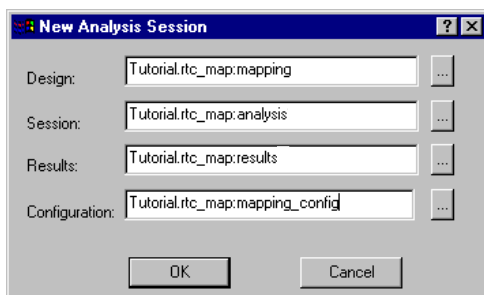 New Analysis Session ? X
Design: Tutorial.rtc_map:mapping ...
Session: Tutorial.rtc_map:analysis ...
Results: Tutorial.rtc_map:results ...
Configuration: Tutorial.rtc_map:mapping_config ...
OK Cancel